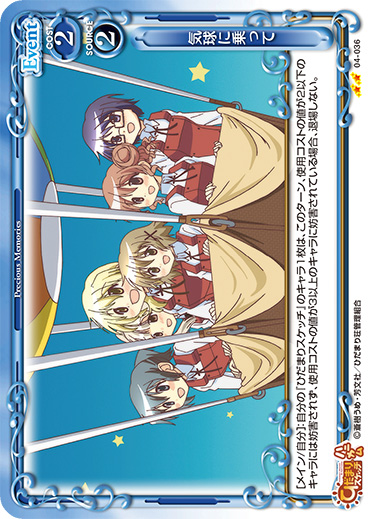 Event
COST 2
SOURCE 2
気球に乗って
Precious Memories
[メイン/自分]:自分の『ひだまりスケッチ』のキャラ1枚は、このターン、使用コストの値が2以下の
キャラには妨害されず、使用コストの値が3以上のキャラに妨害されている場合、退場しない。
©蒼樹うめ・芳文社/ひだまり荘管理組合
04-036